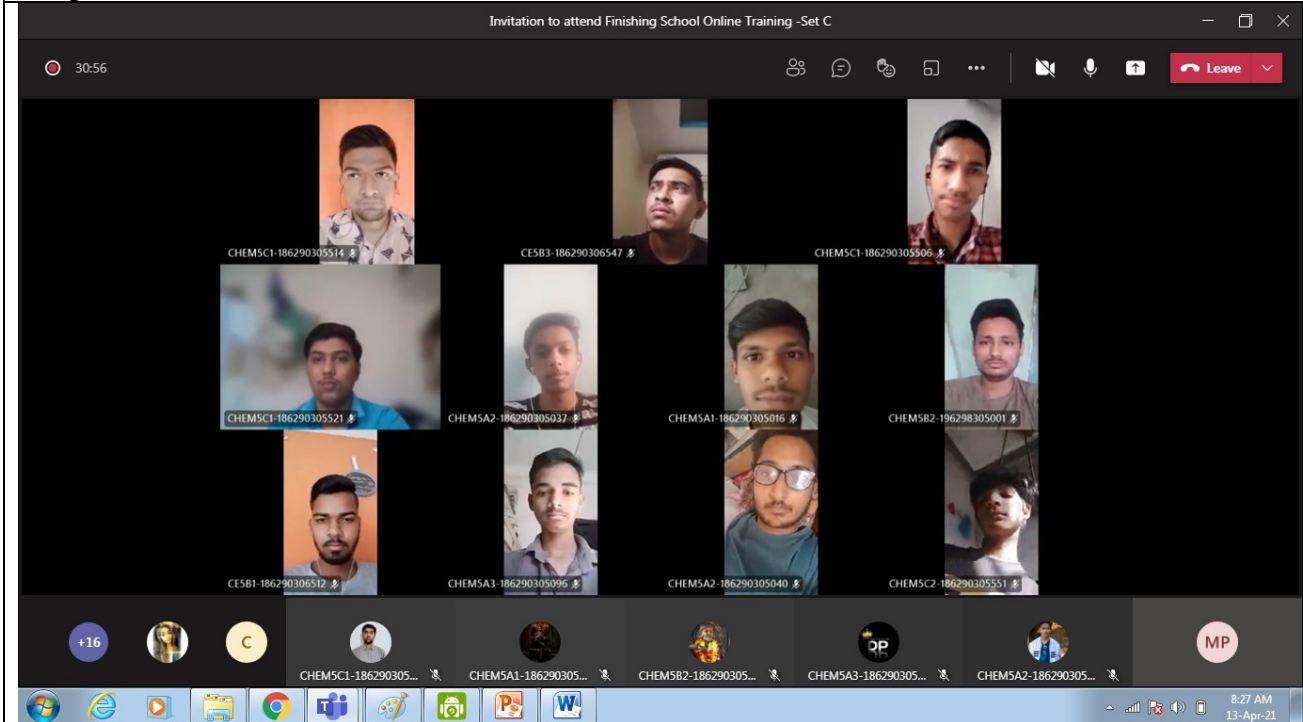 Invitation to attend Finishing School Online Training -Set C
30:56
Leave
CHEM5C1-186290305514
CE5B3-186290306547
CHEM5C1-186290305506
CHEM5C1-186290305521
CHEM5A2-186290305037
CHEM5A1-186290305016
CHEM5B2-196298305001
CE5B1-186290306512
CHEM5A3-186290305096
CHEM5A2-186290305040
CHEM5C2-186290305551
+16
C
DP
MP
CHEM5C1-186290305...
CHEM5A1-186290305...
CHEM5B2-186290305...
CHEM5A3-186290305...
CHEM5A2-186290305...
8:27 AM
13-Apr-21